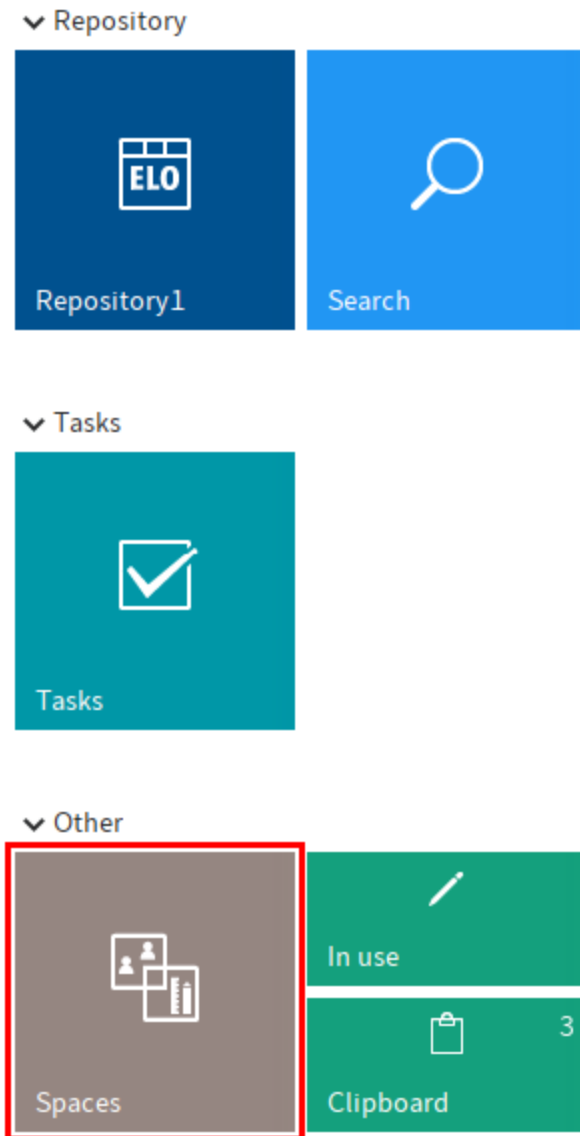 Repository
ELO
Repository1
Search
Tasks
Tasks
Other
Spaces
In use
3
Clipboard